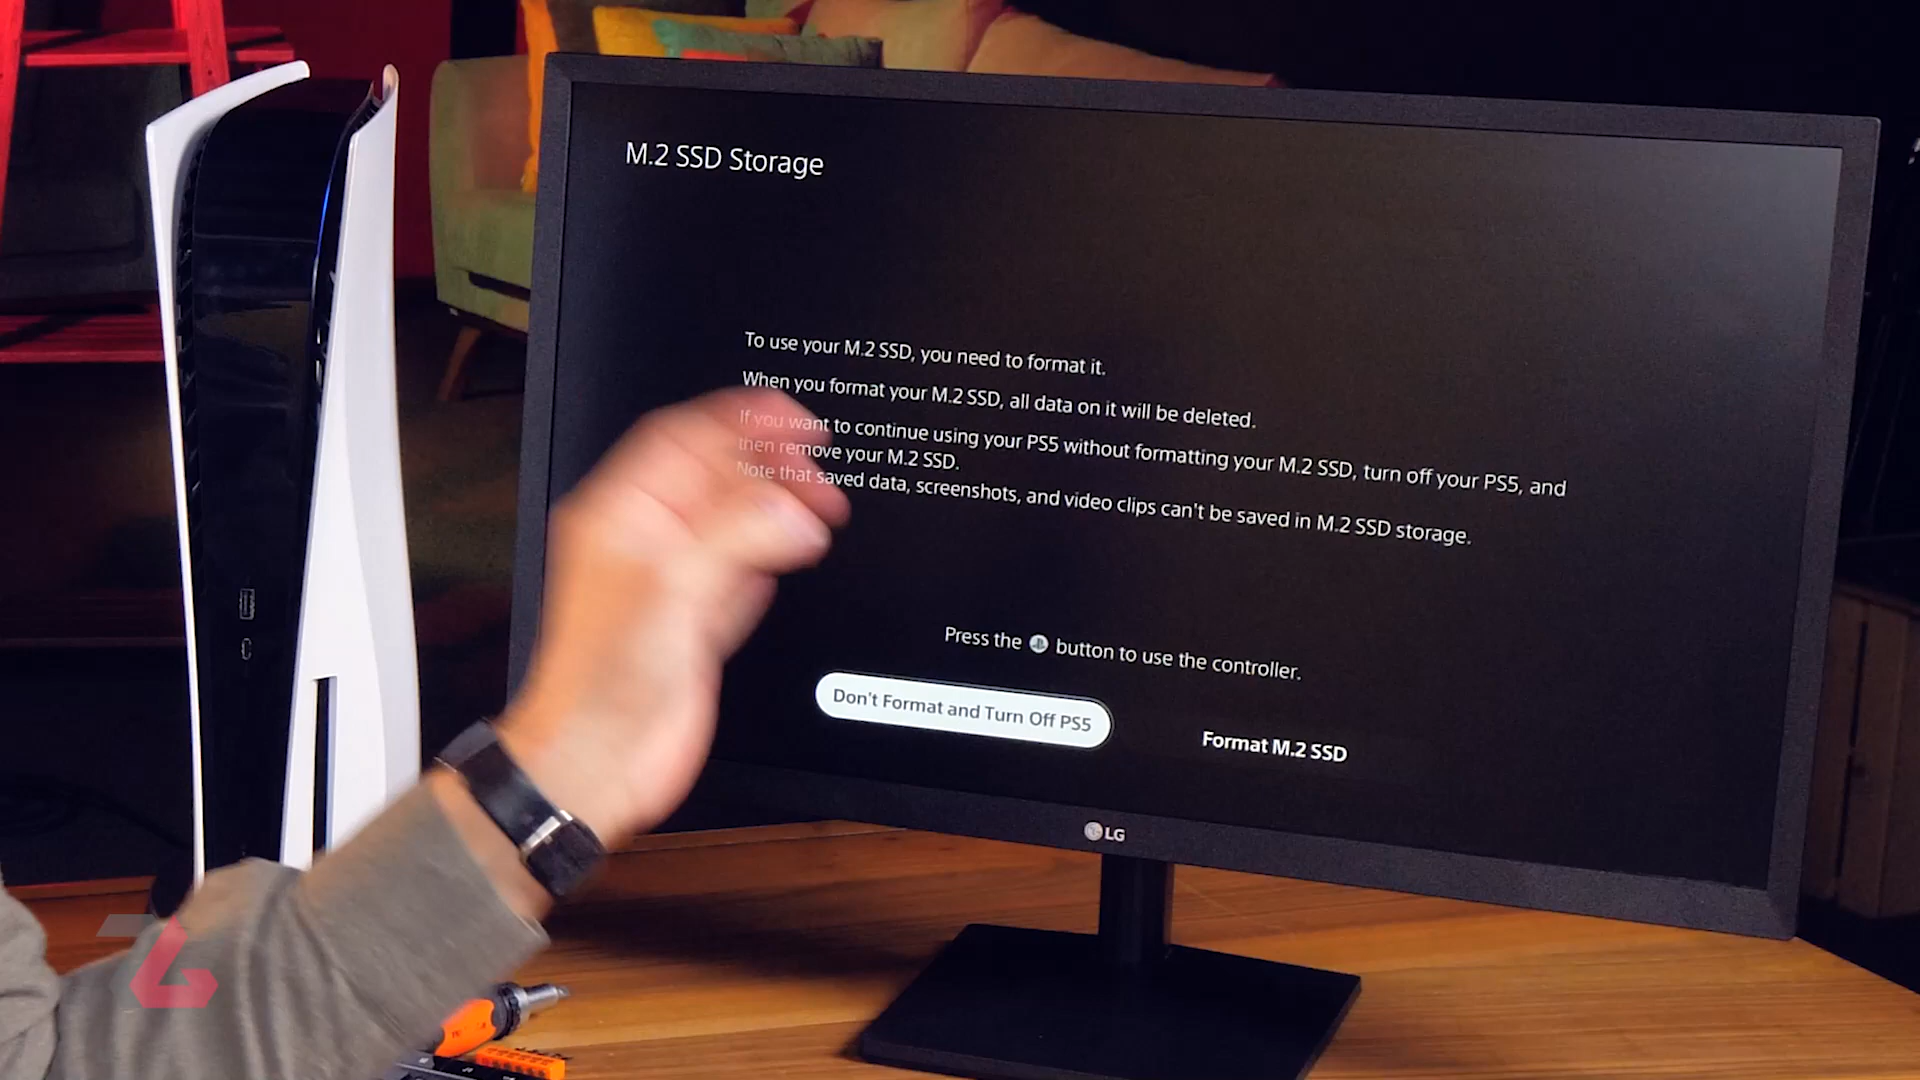 M.2 SSD Storage
To use your M.2 SSD, you need to format it.
When you format your M.2 SSD, all data on it will be deleted.
If you want to continue using your PS5 without formatting your M.2 SSD, turn off your PS5, and
then remove your M.2 SSD.
Note that saved data, screenshots, and video clips can't be saved in M.2 SSD storage.
Press the button to use the controller.
Don't Format and Turn Off PS5
Format M.2 SSD
LG